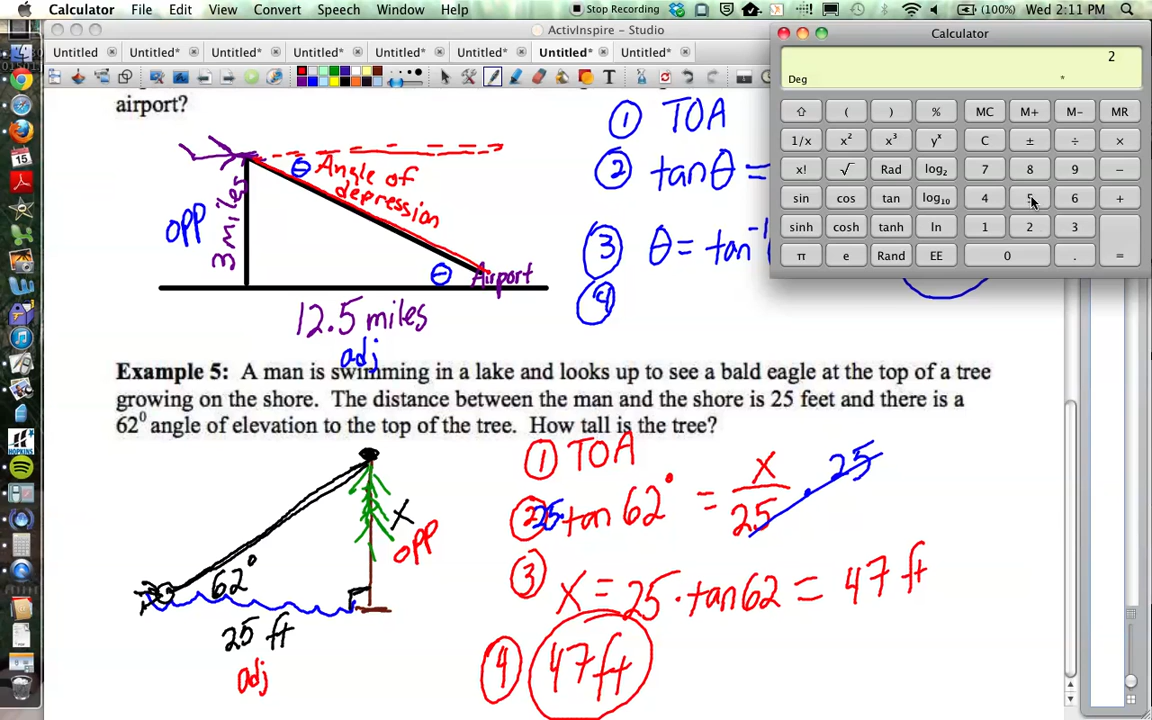 Calculator File Edit View Convert Speech Window Help Stop Recording (100%) Wed 2:11 PM
ActivInspire - Studio
Untitled Untitled* Untitled* Untitled* Untitled* Untitled* Untitled* Untitled*
Calculator
2
Deg *
⇧ ( ) % MC M+ M- MR
1/x x² x³ yˣ C ± ÷ ×
x! √ Rad log₂ 7 8 9 −
sin cos tan log₁₀ 4 5 6 +
sinh cosh tanh ln 1 2 3
π e Rand EE 0 . =
airport?
θ Angle of
depression
opp
3 miles
θ Airport
12.5 miles
adj
① TOA
② tanθ =
③ θ = tan⁻¹
④
Example 5: A man is swimming in a lake and looks up to see a bald eagle at the top of a tree
growing on the shore. The distance between the man and the shore is 25 feet and there is a
62⁰ angle of elevation to the top of the tree. How tall is the tree?
x
opp
62°
25 ft
adj
① TOA
② 25·tan 62° = x/25 · 25
③ x = 25·tan62 = 47 ft
④ 47ft